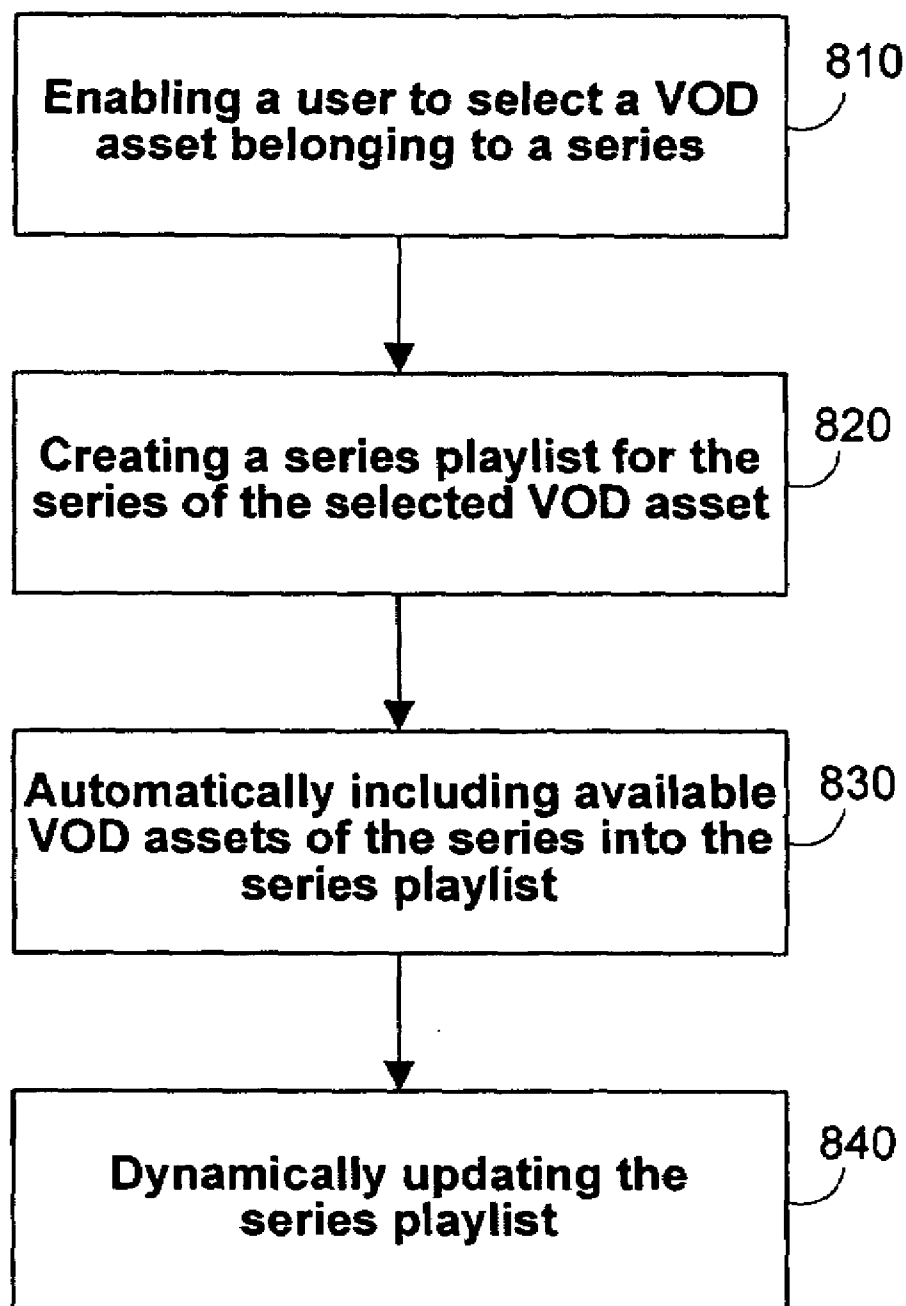 Enabling a user to select a VOD
asset belonging to a series
810
Creating a series playlist for the
series of the selected VOD asset
820
Automatically including available
VOD assets of the series into the
series playlist
830
Dynamically updating the
series playlist
840